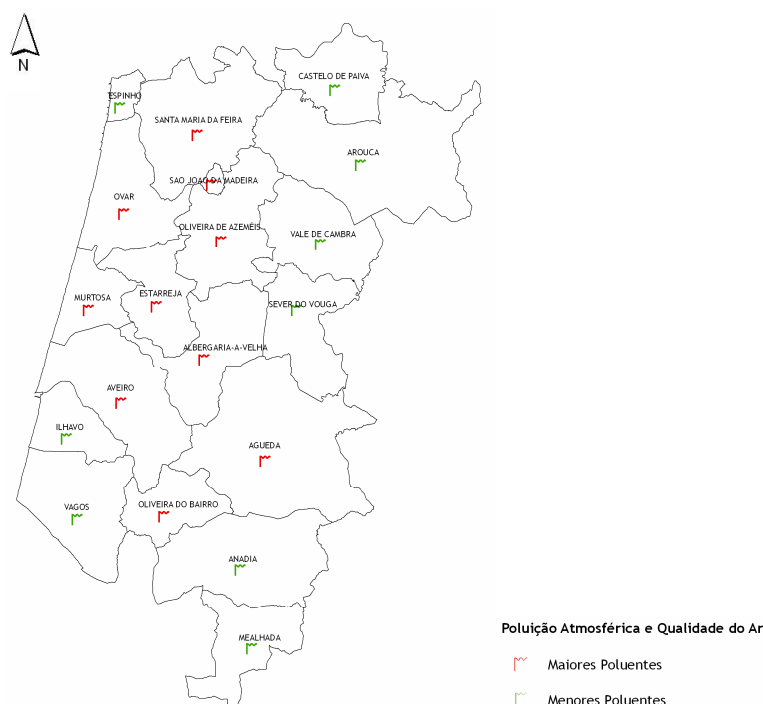 N
CASTELO DE PAIVA
ESPINHO
SANTA MARIA DA FEIRA
AROUCA
SAO JOAO DA MADEIRA
OVAR
OLIVEIRA DE AZEMÉIS
VALE DE CAMBRA
MURTOSA
ESTARREJA
SEVER DO VOUGA
ALBERGARIA-A-VELHA
AVEIRO
ILHAVO
AGUEDA
VAGOS
OLIVEIRA DO BAIRRO
ANADIA
MEALHADA
Poluição Atmosférica e Qualidade do Ar
Maiores Poluentes
Menores Poluentes